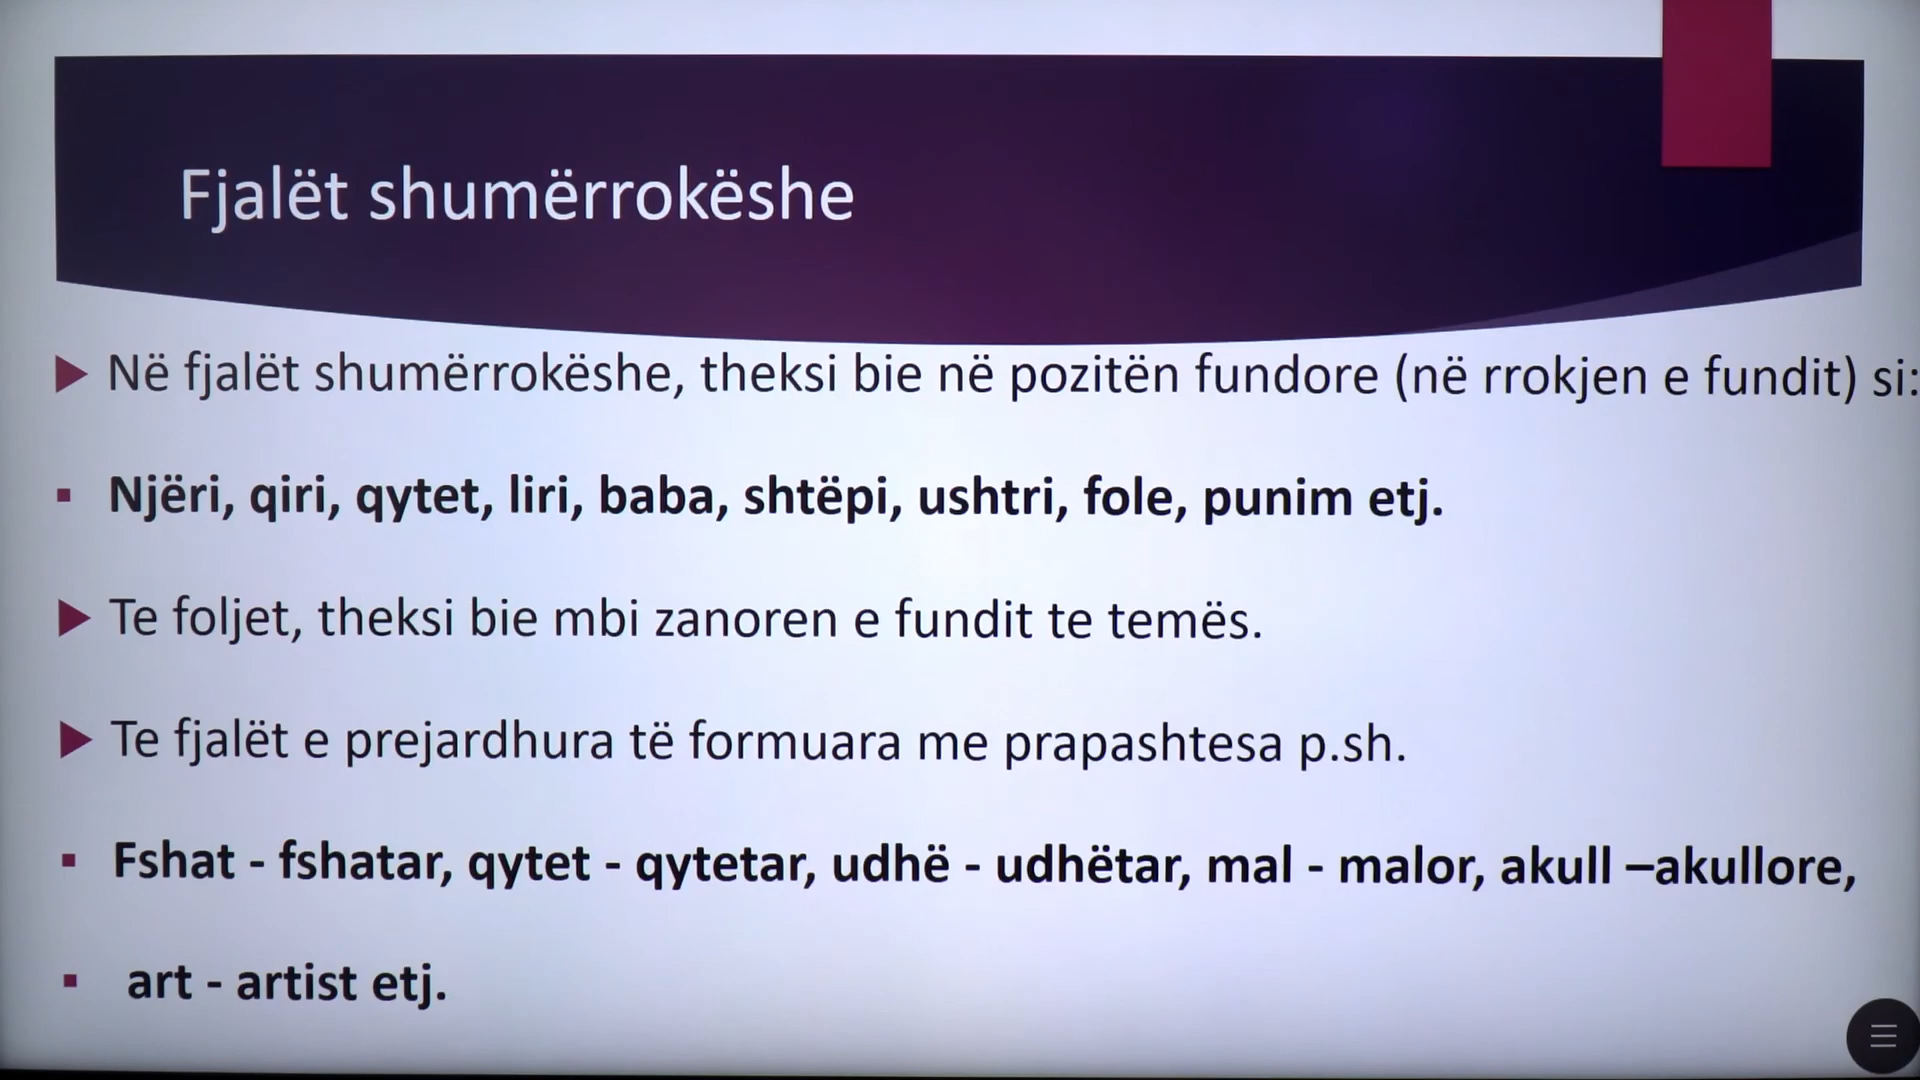 Fjalët shumërrokëshe
Në fjalët shumërrokëshe, theksi bie në pozitën fundore (në rrokjen e fundit) si:
Njëri, qiri, qytet, liri, baba, shtëpi, ushtri, fole, punim etj.
Te foljet, theksi bie mbi zanoren e fundit te temës.
Te fjalët e prejardhura të formuara me prapashtesa p.sh.
Fshat - fshatar, qytet - qytetar, udhë - udhëtar, mal - malor, akull –akullore,
art - artist etj.